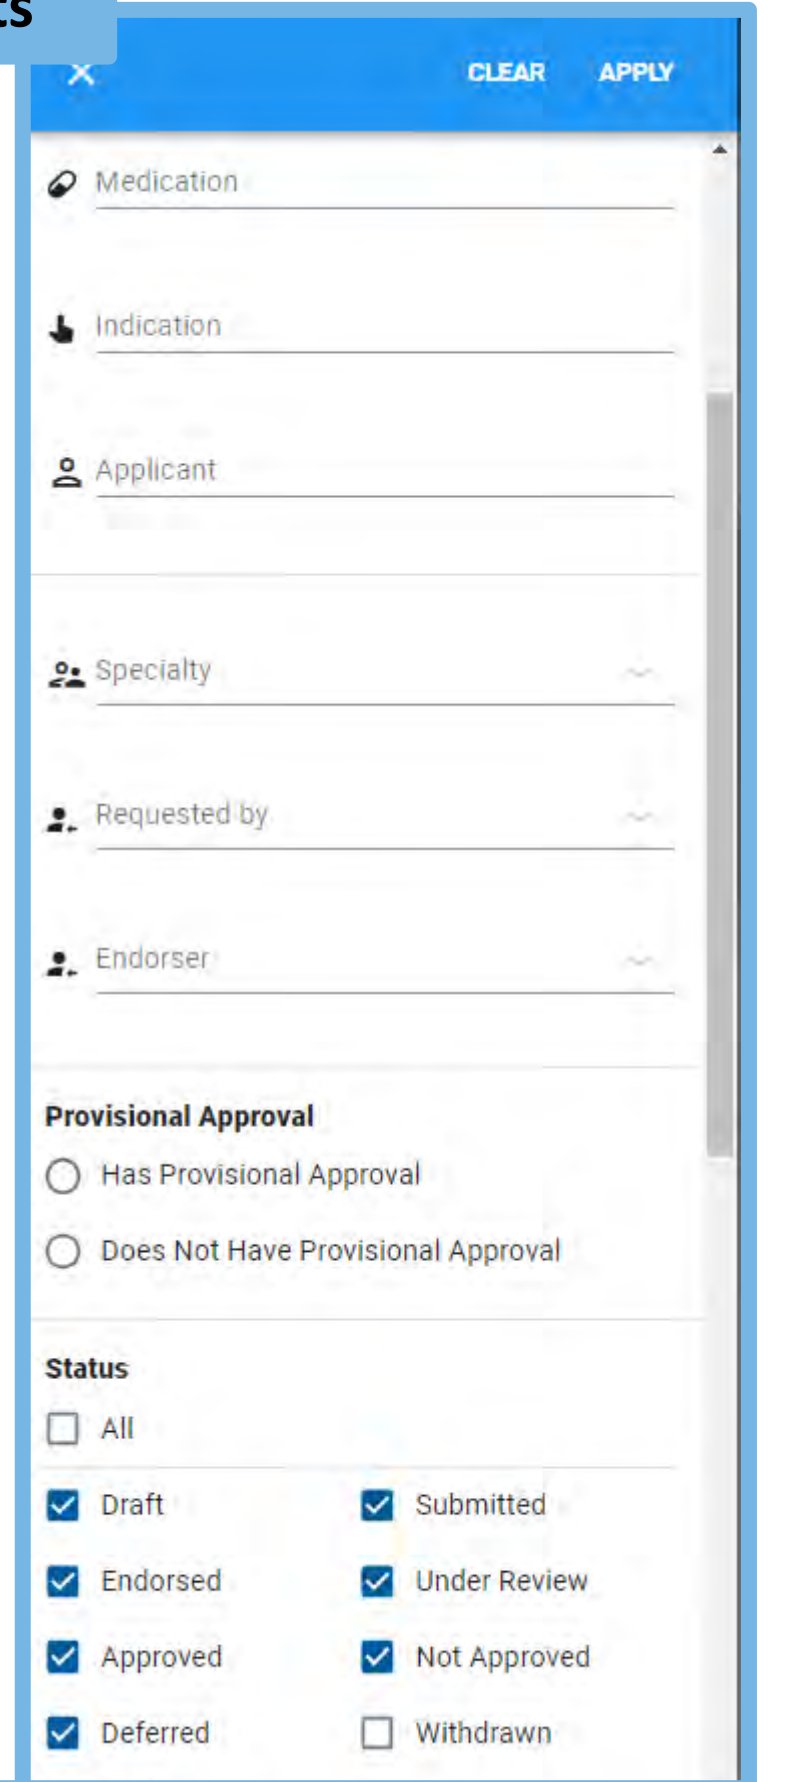 CLEAR APPLY
Medication
Indication
Applicant
Specialty
Requested by
Endorser
Provisional Approval
Has Provisional Approval
Does Not Have Provisional Approval
Status
All
Draft Submitted
Endorsed Under Review
Approved Not Approved
Deferred Withdrawn